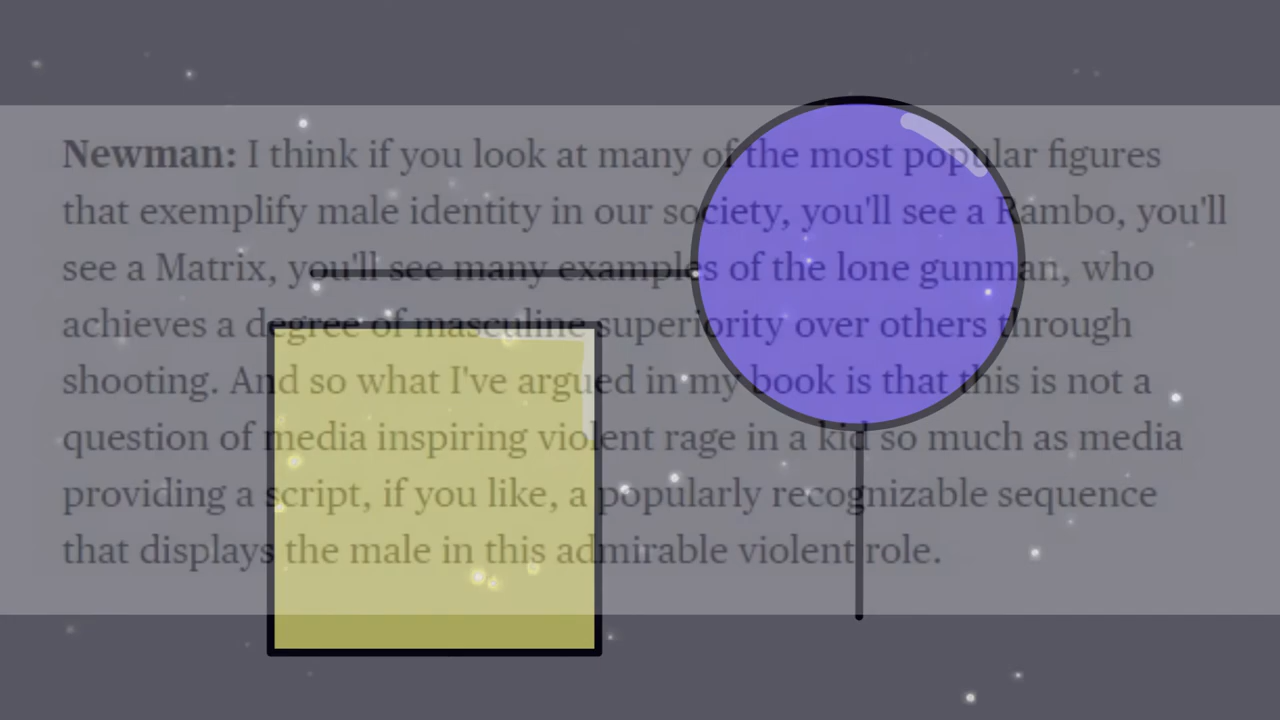 Newman: I think if you look at many of the most popular figures
that exemplify male identity in our society, you'll see a Rambo, you'll
see a Matrix, you'll see many examples of the lone gunman, who
achieves a degree of masculine superiority over others through
shooting. And so what I've argued in my book is that this is not a
question of media inspiring violent rage in a kid so much as media
providing a script, if you like, a popularly recognizable sequence
that displays the male in this admirable violent role.